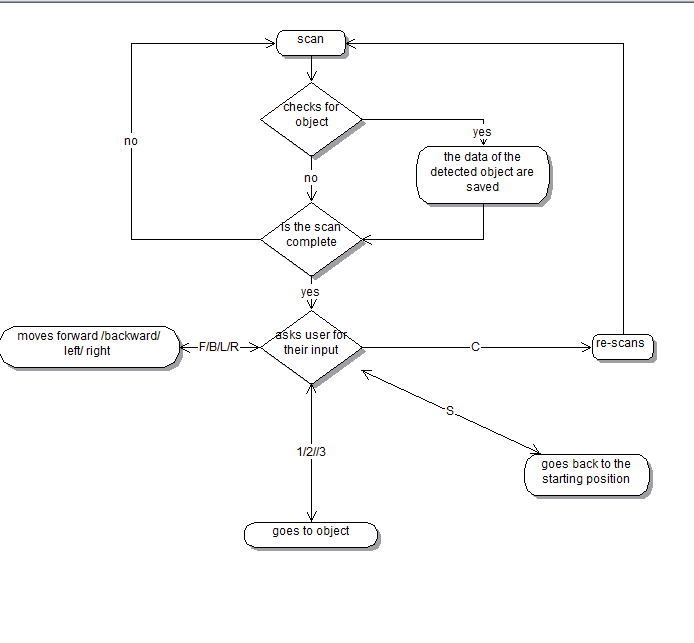 scan
checks for
object
yes
no
the data of the
detected object are
saved
no
is the scan
complete
yes
moves forward /backward/
left/ right
F/B/L/R
asks user for
their input
C
re-scans
S
1/2//3
goes back to the
starting position
goes to object